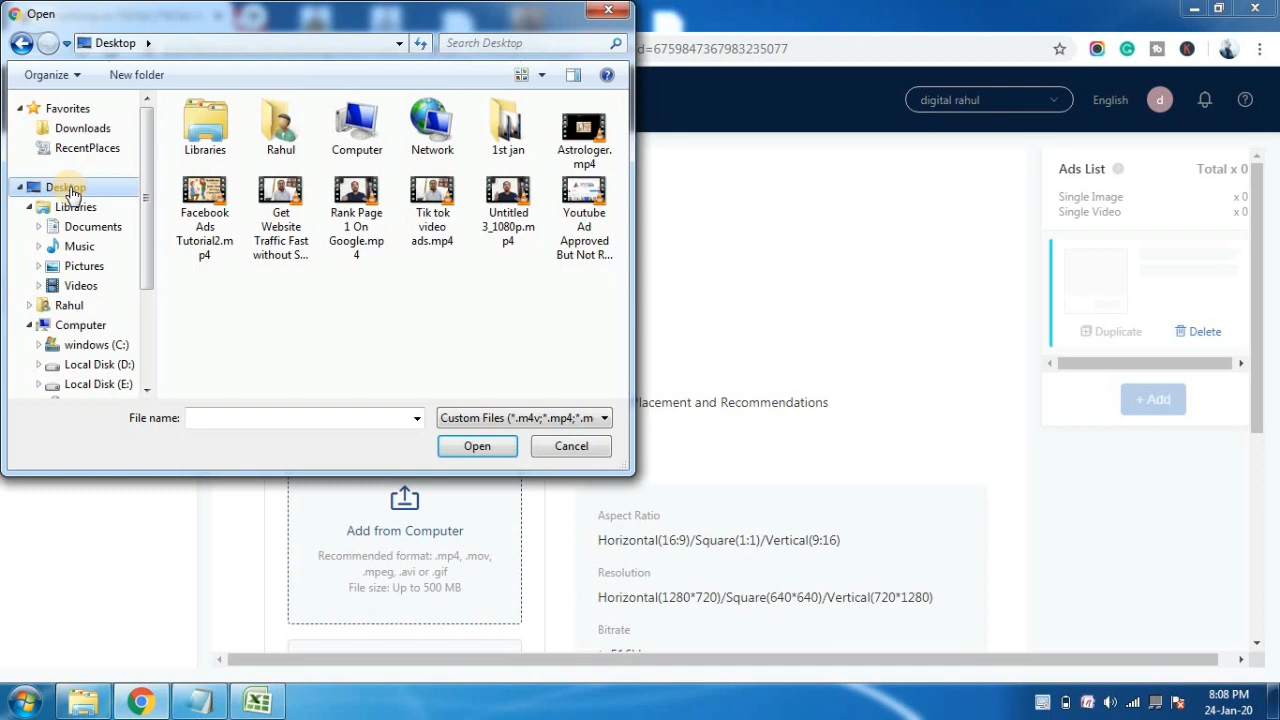 Open
Desktop
Search Desktop
d=6759847367983235077
Organize
New folder
digital rahul
English
d
Favorites
Downloads
RecentPlaces
Desktop
Libraries
Documents
Music
Pictures
Videos
Rahul
Computer
windows (C:)
Local Disk (D:)
Local Disk (E:)
Libraries
Rahul
Computer
Network
1st jan
Astrologer.
mp4
Facebook
Ads
Tutorial2.m
p4
Get
Website
Traffic Fast
without S...
Rank Page
1 On
Google.mp
4
Tik tok
video
ads.mp4
Untitled
3_1080p.m
p4
Youtube
Ad
Approved
But Not R...
File name:
Custom Files (*.m4v;*.mp4;*.m
Open
Cancel
Ads List
Total x 0
Single Image
x 0
Single Video
x 0
Duplicate
Delete
+ Add
Placement and Recommendations
Add from Computer
Recommended format: .mp4, .mov,
.mpeg, .avi or .gif
File size: Up to 500 MB
Aspect Ratio
Horizontal(16:9)/Square(1:1)/Vertical(9:16)
Resolution
Horizontal(1280*720)/Square(640*640)/Vertical(720*1280)
Bitrate
8:08 PM
24-Jan-20